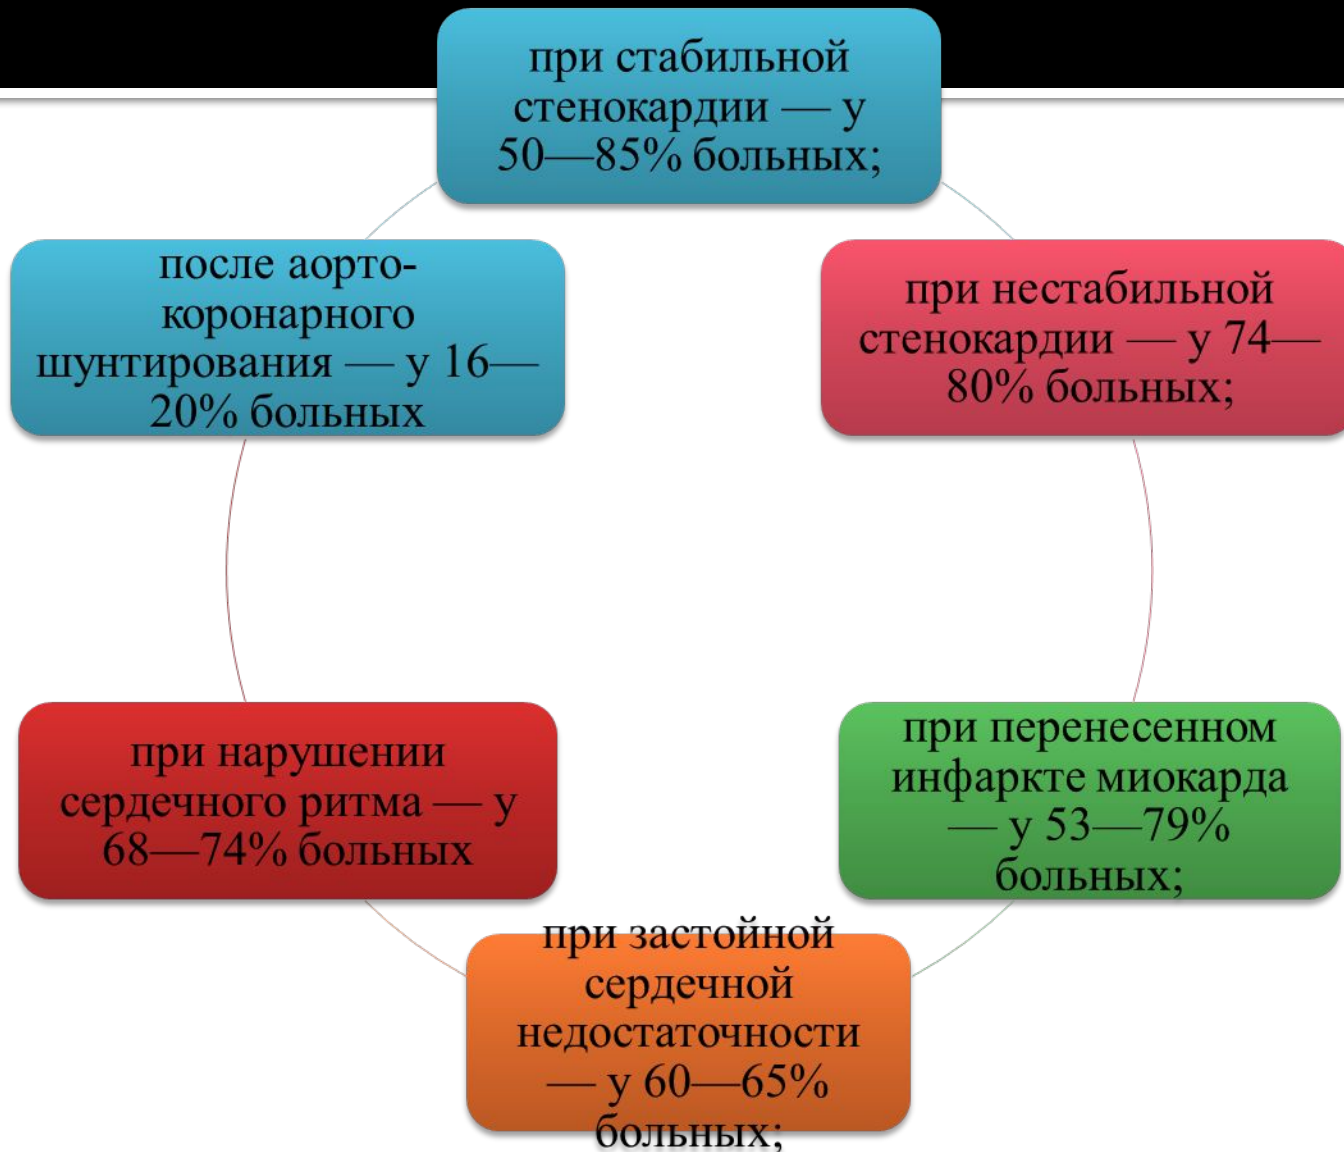 при стабильной
стенокардии — у
50—85% больных;
при нестабильной
стенокардии — у 74—
80% больных;
при перенесенном
инфаркте миокарда
— у 53—79%
больных;
при застойной
сердечной
недостаточности
— у 60—65%
больных;
при нарушении
сердечного ритма — у
68—74% больных
после аорто-
коронарного
шунтирования — у 16—
20% больных